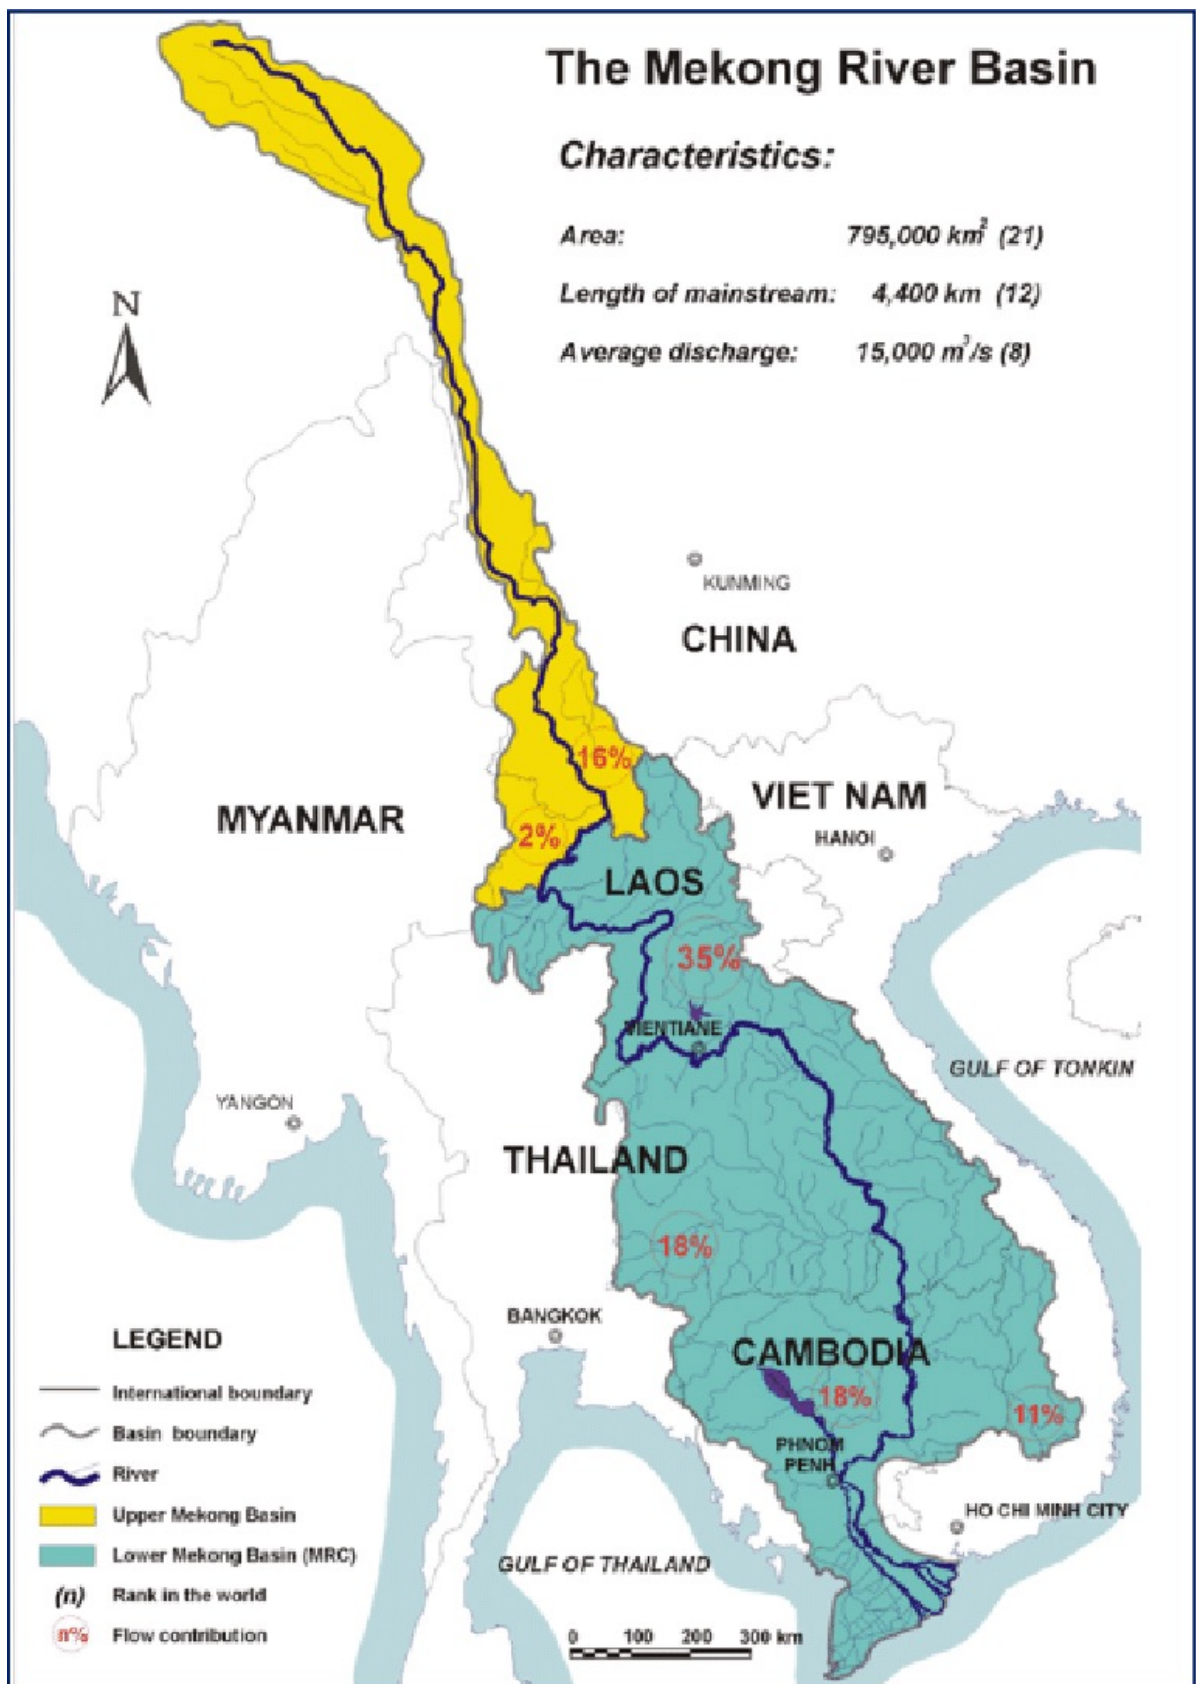 The Mekong River Basin
Characteristics:
Area: 795,000 km² (21)
Length of mainstream: 4,400 km (12)
Average discharge: 15,000 m³/s (8)
N
KUNMING
CHINA
16%
VIET NAM
MYANMAR
2%
HANOI
LAOS
35%
VIENTIANE
GULF OF TONKIN
YANGON
THAILAND
18%
BANGKOK
CAMBODIA
18%
11%
PHNOM
PENH
HO CHI MINH CITY
GULF OF THAILAND
LEGEND
International boundary
Basin boundary
River
Upper Mekong Basin
Lower Mekong Basin (MRC)
(n) Rank in the world
n% Flow contribution
0 100 200 300 km